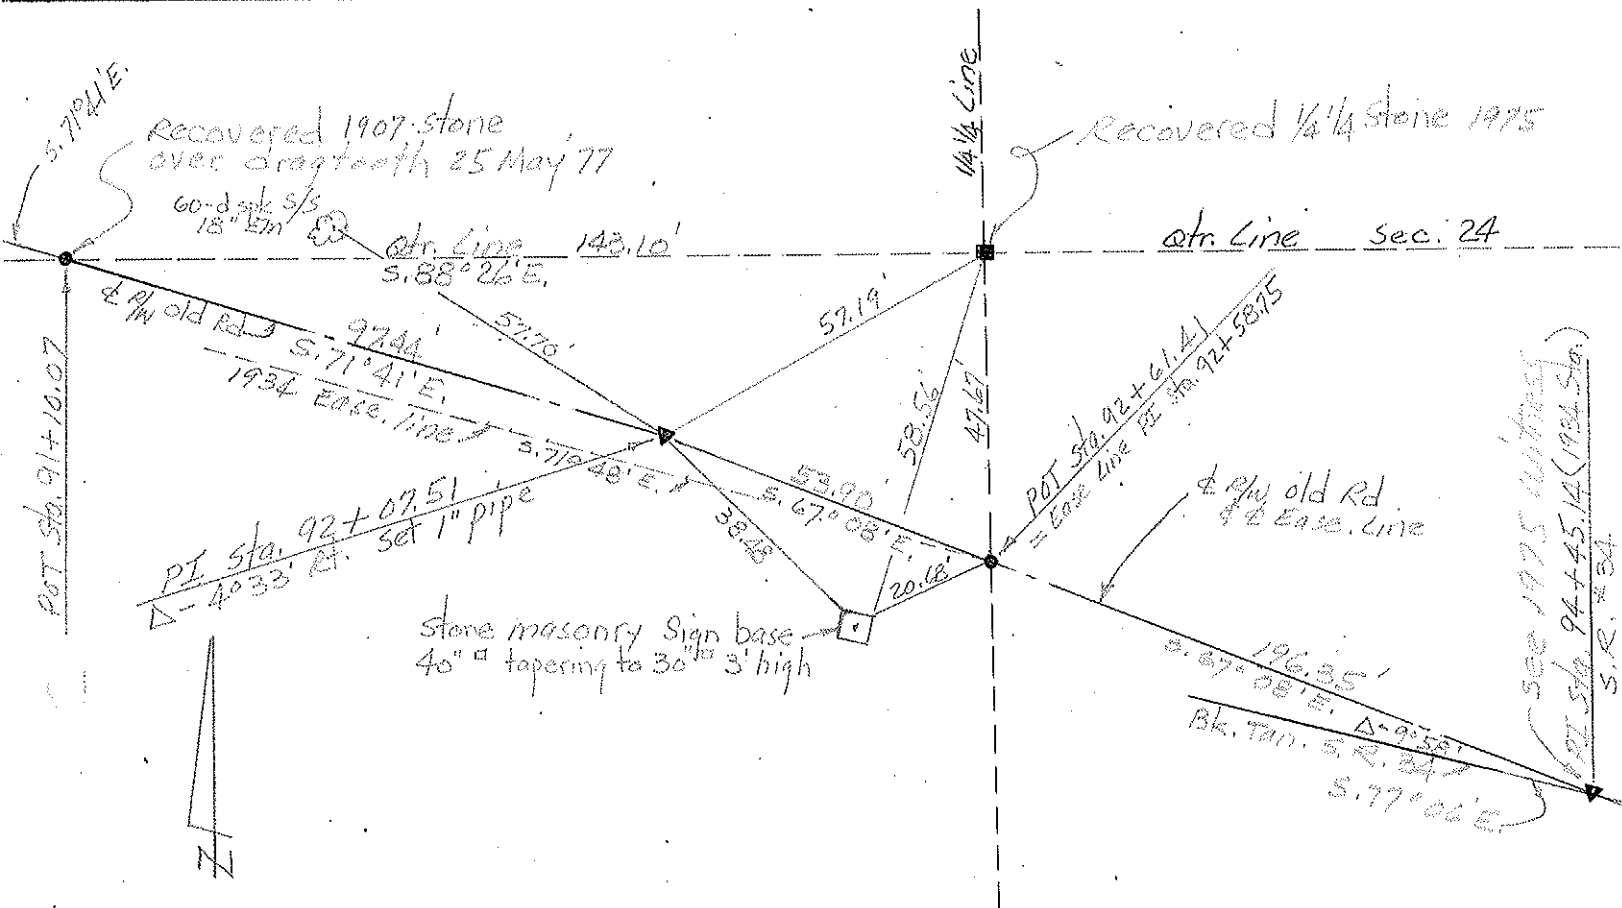 S.71°41'E.
Recovered 1907 stone
over dragtooth 25 May '77
60-d spk s/s
18" Elm
Qtr. Line 143.10'
S.88°26'E.
1/4 1/4 Line
Recovered 1/4 1/4 Stone 1975
Qtr. Line Sec. 24
℄ R/W old Rd
97.44'
S.71°41'E.
1934 Ease. line
S.71°48'E.
57.70'
57.19'
58.56'
47.67'
POT Sta. 91+10.07
PI Sta. 92+07.51
Δ- 4°33' Rt. set 1" pipe
38.48
53.90'
S.67°08'E.
20.18'
POT Sta. 92+61.41
= Ease Line PI Sta. 92+58.75
℄ R/W old Rd
& ℄ Ease. Line
stone masonry Sign base
40" □ tapering to 30" □ 3' high
196.35'
S.67°08'E.
Δ-9°58'
Bk. Tan. S.R. 34
S.77°06'E.
See 1975 witness
PI Sta. 94+45.14 (1934 Sta.)
S.R. #34
N